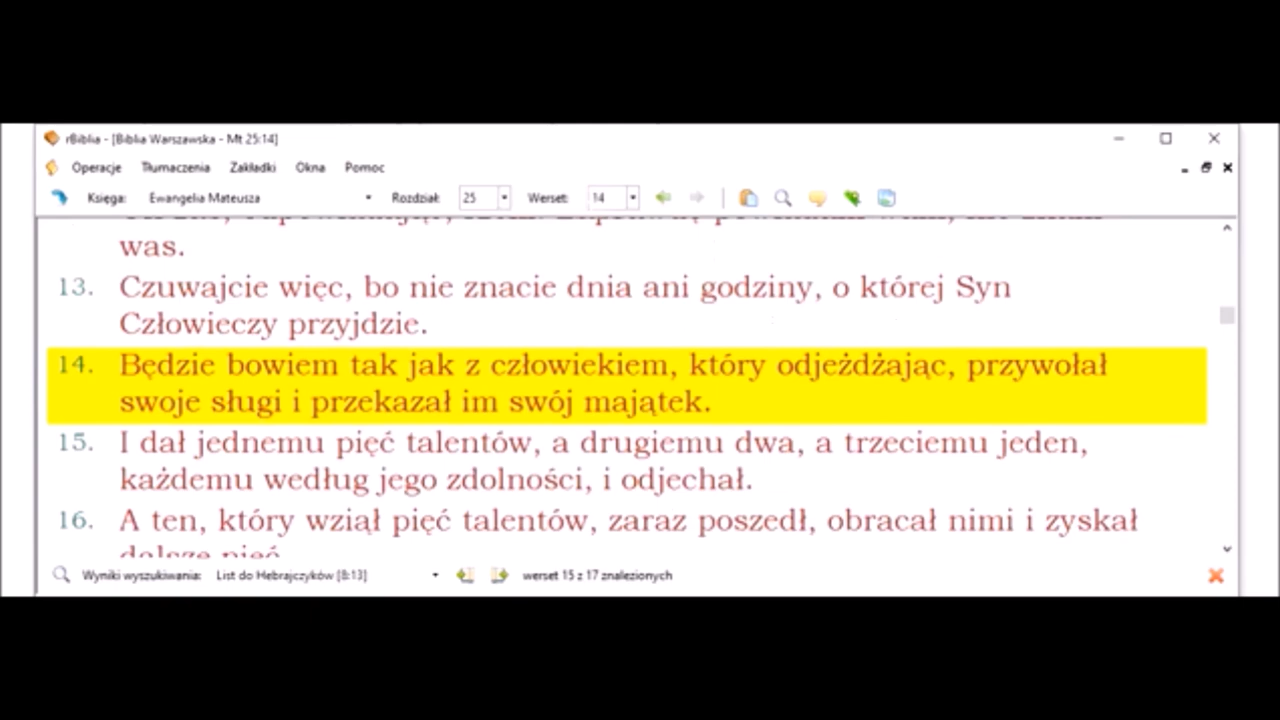 rBiblia - [Biblia Warszawska - Mt 25:14]
Operacje Tłumaczenia Zakładki Okna Pomoc
Księga: Ewangelia Mateusza Rozdział: 25 Werset: 14
was.
13. Czuwajcie więc, bo nie znacie dnia ani godziny, o której Syn
Człowieczy przyjdzie.
14. Będzie bowiem tak jak z człowiekiem, który odjeżdżając, przywołał
swoje sługi i przekazał im swój majątek.
15. I dał jednemu pięć talentów, a drugiemu dwa, a trzeciemu jeden,
każdemu według jego zdolności, i odjechał.
16. A ten, który wziął pięć talentów, zaraz poszedł, obracał nimi i zyskał
dalsze pięć
Wyniki wyszukiwania: List do Hebrajczyków [8:13] werset 15 z 17 znalezionych